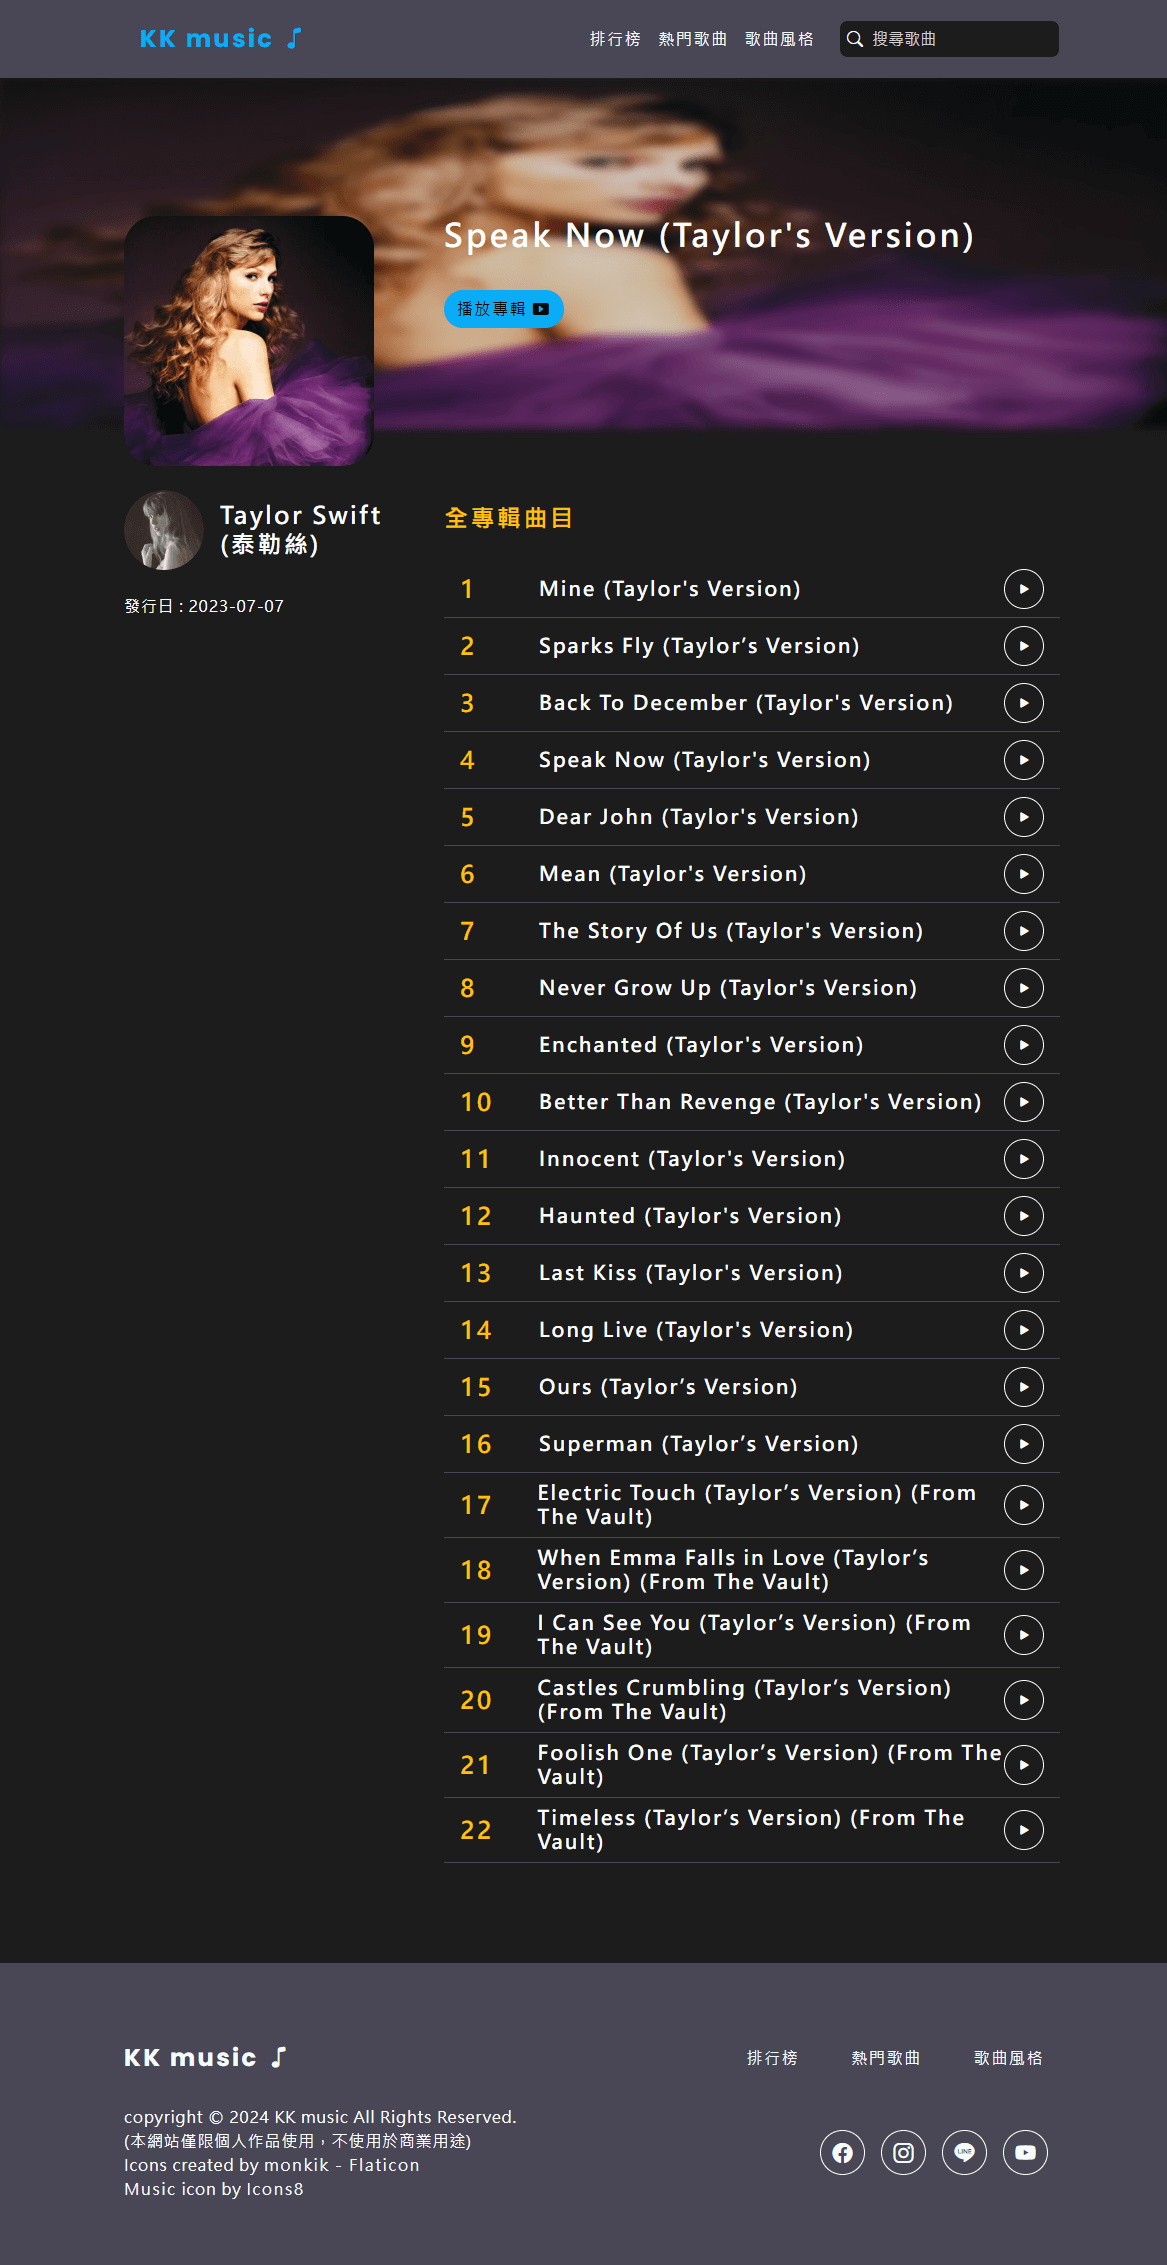 KK music
排行榜 熱門歌曲 歌曲風格 搜尋歌曲
Speak Now (Taylor's Version)
播放專輯
Taylor Swift
(泰勒絲)
發行日 : 2023-07-07
全專輯曲目
1 Mine (Taylor's Version)
2 Sparks Fly (Taylor’s Version)
3 Back To December (Taylor's Version)
4 Speak Now (Taylor's Version)
5 Dear John (Taylor's Version)
6 Mean (Taylor's Version)
7 The Story Of Us (Taylor's Version)
8 Never Grow Up (Taylor's Version)
9 Enchanted (Taylor's Version)
10 Better Than Revenge (Taylor's Version)
11 Innocent (Taylor's Version)
12 Haunted (Taylor's Version)
13 Last Kiss (Taylor's Version)
14 Long Live (Taylor's Version)
15 Ours (Taylor’s Version)
16 Superman (Taylor’s Version)
17 Electric Touch (Taylor’s Version) (From
The Vault)
18 When Emma Falls in Love (Taylor’s
Version) (From The Vault)
19 I Can See You (Taylor’s Version) (From
The Vault)
20 Castles Crumbling (Taylor’s Version)
(From The Vault)
21 Foolish One (Taylor’s Version) (From The
Vault)
22 Timeless (Taylor’s Version) (From The
Vault)
KK music
排行榜 熱門歌曲 歌曲風格
copyright © 2024 KK music All Rights Reserved.
(本網站僅限個人作品使用，不使用於商業用途)
Icons created by monkik - Flaticon
Music icon by Icons8
LINE